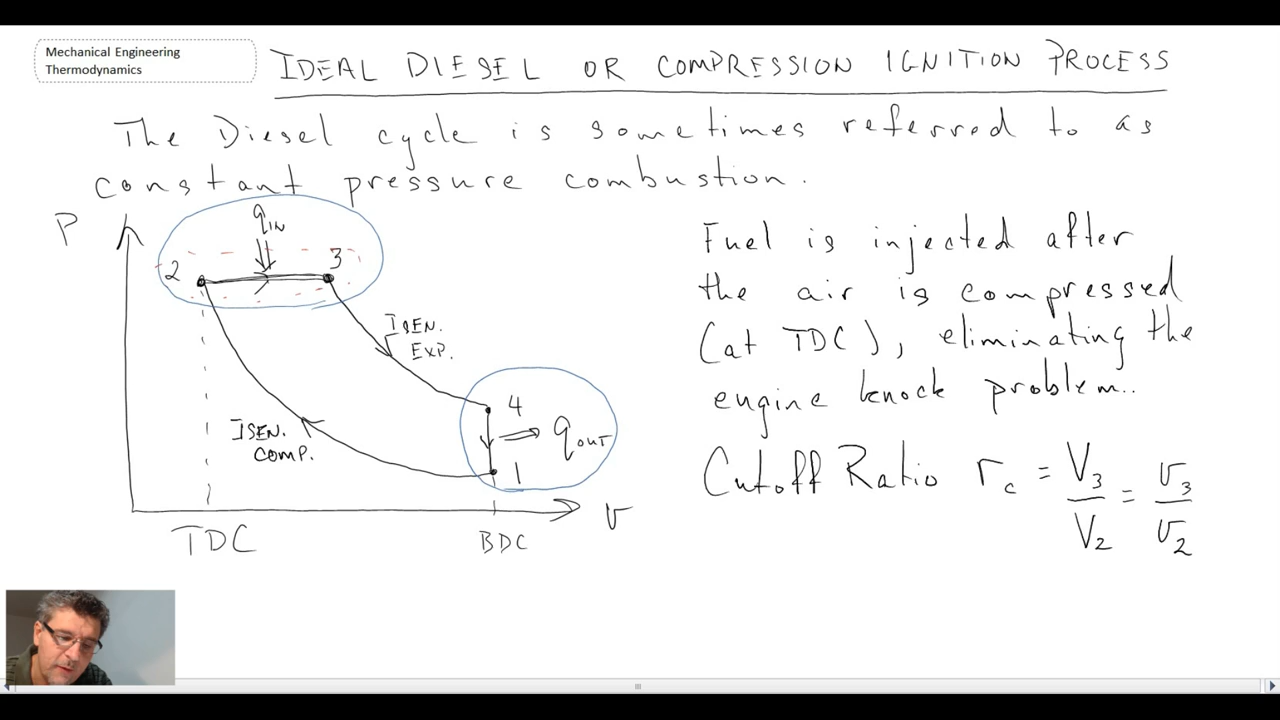 Mechanical Engineering
Thermodynamics
IDEAL DIESEL OR COMPRESSION IGNITION PROCESS
The Diesel cycle is sometimes referred to as
constant pressure combustion.
P
qIN
2
3
ISEN.
EXP.
4
qOUT
ISEN.
COMP.
1
v
TDC
BDC
Fuel is injected after
the air is compressed
(at TDC), eliminating the
engine knock problem..
Cutoff Ratio rc = V3/V2 = v3/v2